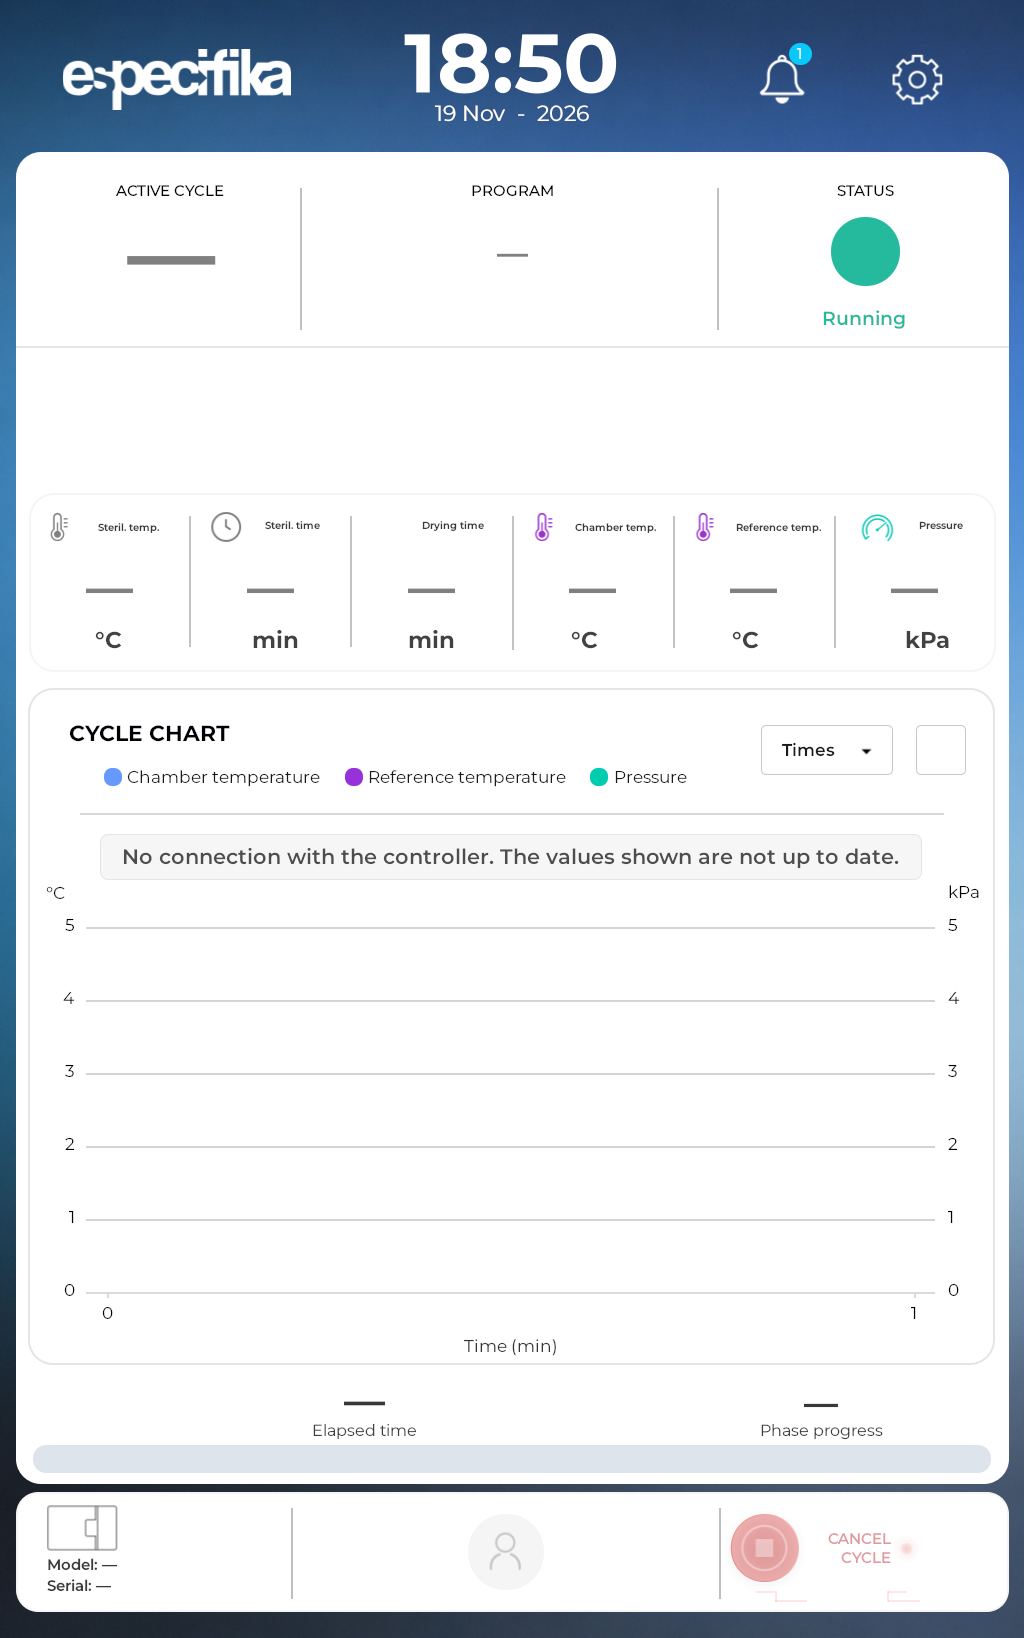 e-specifika
18:50
1
19 Nov - 2026
ACTIVE CYCLE
PROGRAM
STATUS
—
—
Running
Steril. temp.
Steril. time
Drying time
Chamber temp.
Reference temp.
Pressure
— — — — — —
°C
min
min
°C
°C
kPa
CYCLE CHART
Times
Chamber temperature
Reference temperature
Pressure
No connection with the controller. The values shown are not up to date.
°C
kPa
5 5
4 4
3 3
2 2
1 1
0 0
0 1
Time (min)
— —
Elapsed time
Phase progress
Model: —
Serial: —
CANCEL
CYCLE